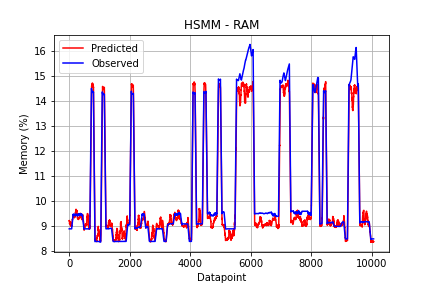 HSMM - RAM
Predicted
Observed
Memory (%)
16
15
14
13
12
11
10
9
8
0 2000 4000 6000 8000 10000
Datapoint